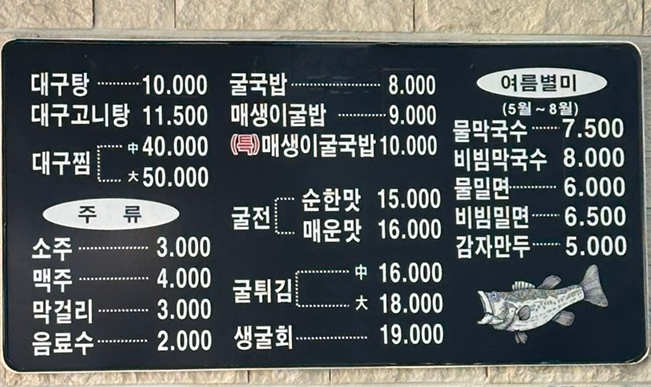 대구탕 ········ 10.000
대구고니탕 11.500
대구찜 中 40.000
大 50.000
주 류
소주 ············ 3.000
맥주 ············ 4.000
막걸리 ·········· 3.000
음료수 ·········· 2.000
굴국밥 ················ 8.000
매생이굴밥 ········ 9.000
(특)매생이굴국밥 10.000
굴전 순한맛 15.000
매운맛 16.000
굴튀김 中 16.000
大 18.000
생굴회 ·············· 19.000
여름별미
(5월~8월)
물막국수 ····· 7.500
비빔막국수 8.000
물밀면 ········ 6.000
비빔밀면 ····· 6.500
감자만두 ····· 5.000